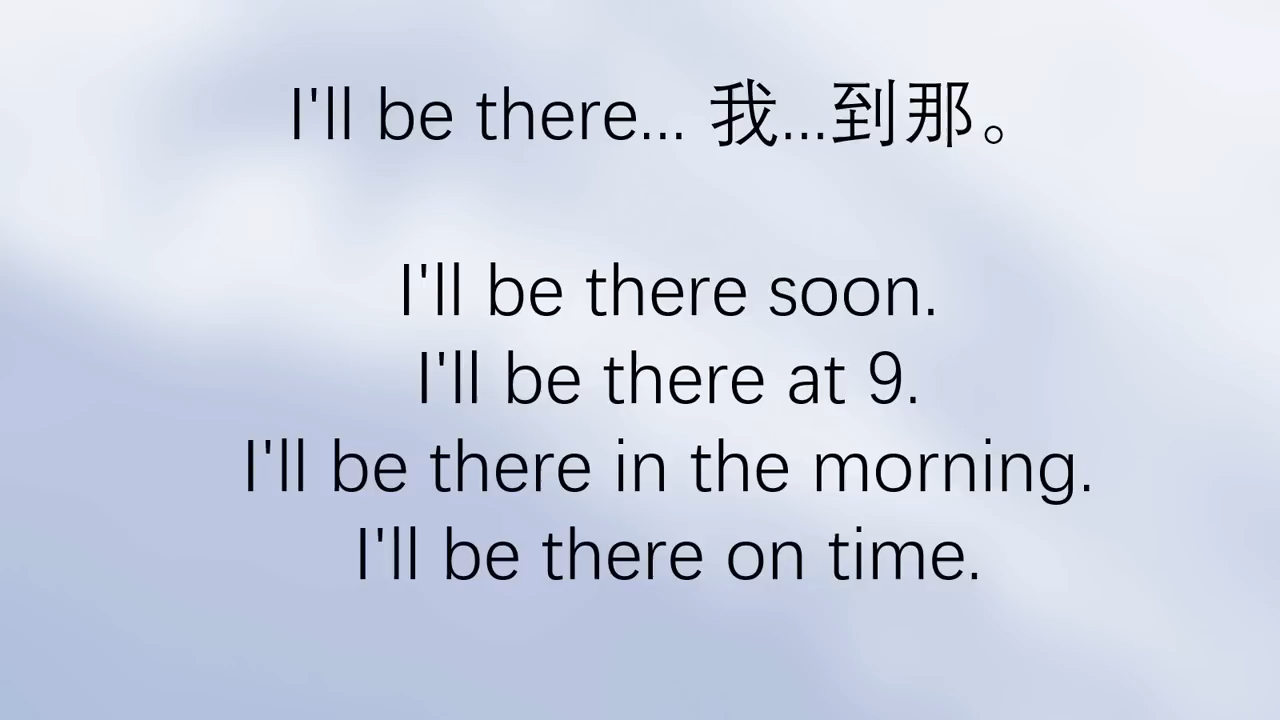 I'll be there... 我...到那。
I'll be there soon.
I'll be there at 9.
I'll be there in the morning.
I'll be there on time.